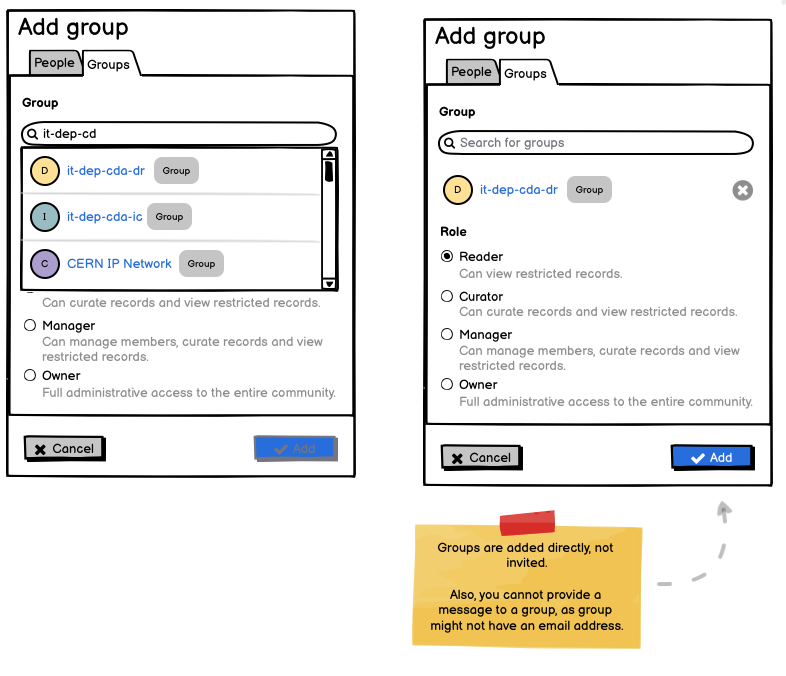 Add group
People
Groups
Group
it-dep-cd
D
it-dep-cda-dr
Group
I
it-dep-cda-ic
Group
C
CERN IP Network
Group
Can curate records and view restricted records.
Manager
Can manage members, curate records and view
restricted records.
Owner
Full administrative access to the entire community.
Cancel
Add
Add group
People
Groups
Group
Search for groups
D
it-dep-cda-dr
Group
Role
Reader
Can view restricted records.
Curator
Can curate records and view restricted records.
Manager
Can manage members, curate records and view
restricted records.
Owner
Full administrative access to the entire community.
Cancel
Add
Groups are added directly, not
invited.
Also, you cannot provide a
message to a group, as group
might not have an email address.